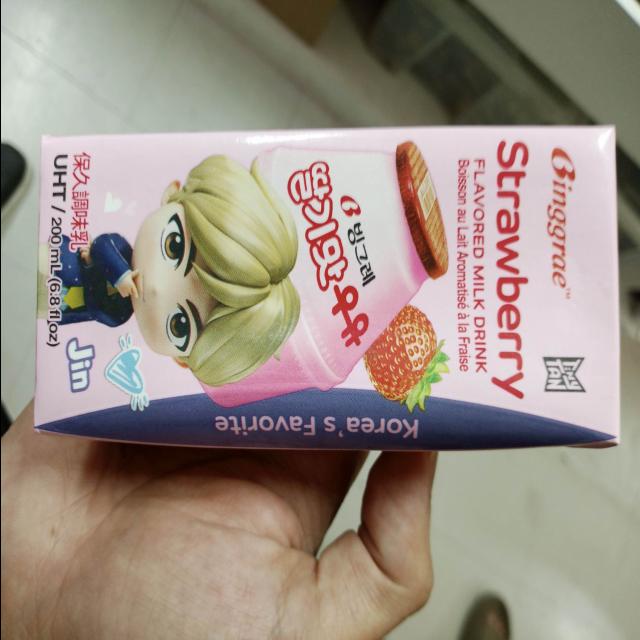 Binggrae™
Strawberry
FLAVORED MILK DRINK
Boisson au Lait Aromatisé à la Fraise
빙그레
딸기맛우유
保久調味乳
UHT / 200 mL (6.8 fl.oz)
Jin
Korea's Favorite